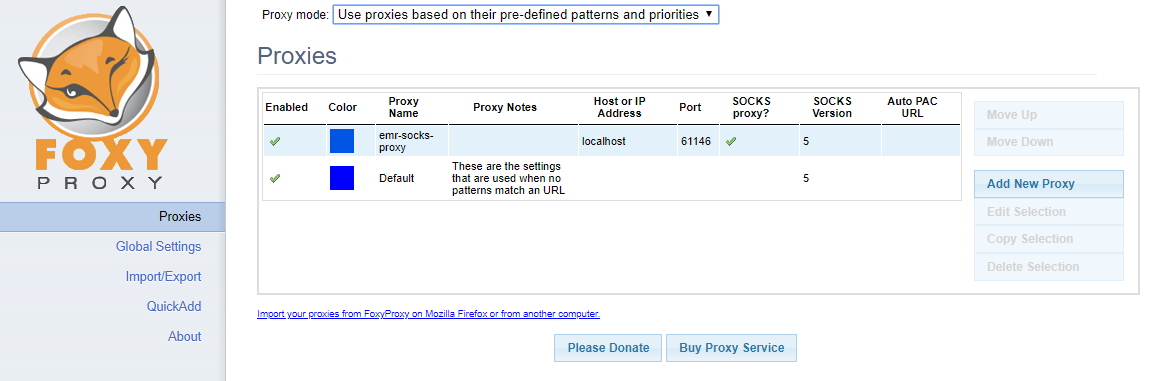 Proxy mode: Use proxies based on their pre-defined patterns and priorities
FOXY
PROXY
Proxies
Global Settings
Import/Export
QuickAdd
About
Proxies
Enabled Color Proxy Name Proxy Notes Host or IP Address Port SOCKS proxy? SOCKS Version Auto PAC URL
emr-socks-proxy localhost 61146 5
Default These are the settings that are used when no patterns match an URL 5
Move Up
Move Down
Add New Proxy
Edit Selection
Copy Selection
Delete Selection
Import your proxies from FoxyProxy on Mozilla Firefox or from another computer.
Please Donate Buy Proxy Service